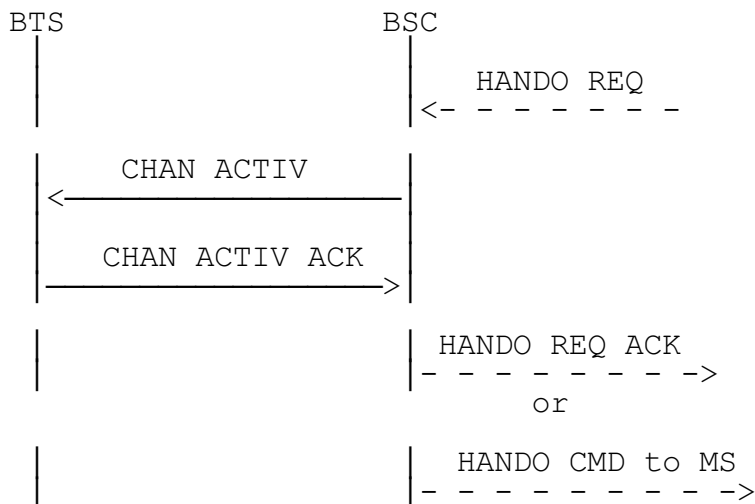 BTS BSC
HANDO REQ
CHAN ACTIV
CHAN ACTIV ACK
HANDO REQ ACK
or
HANDO CMD to MS